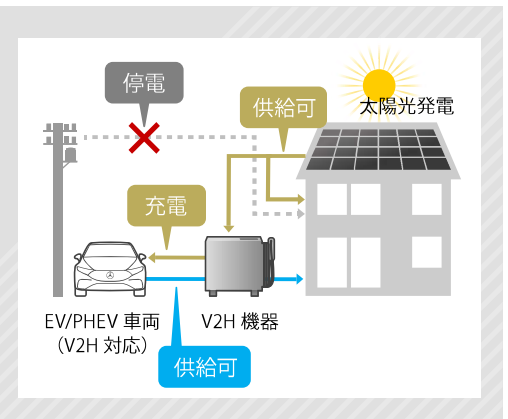 停電
供給可
太陽光発電
充電
EV/PHEV 車両
（V2H 対応）
V2H 機器
供給可